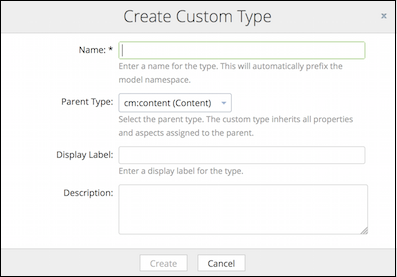 Create Custom Type
×
Name: *
Enter a name for the type. This will automatically prefix the
model namespace.
Parent Type: cm:content (Content)
Select the parent type. The custom type inherits all properties
and aspects assigned to the parent.
Display Label:
Enter a display label for the type.
Description:
Create Cancel